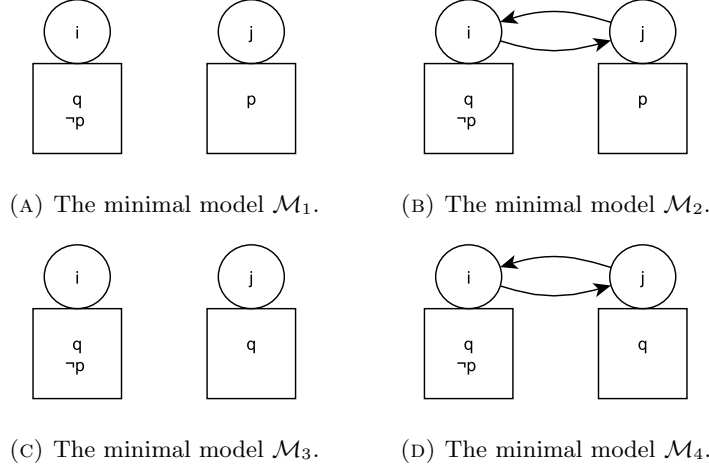 i j i j
q p q p
¬p ¬p
(A) The minimal model ℳ₁. (B) The minimal model ℳ₂.
i j i j
q q q q
¬p ¬p
(C) The minimal model ℳ₃. (D) The minimal model ℳ₄.